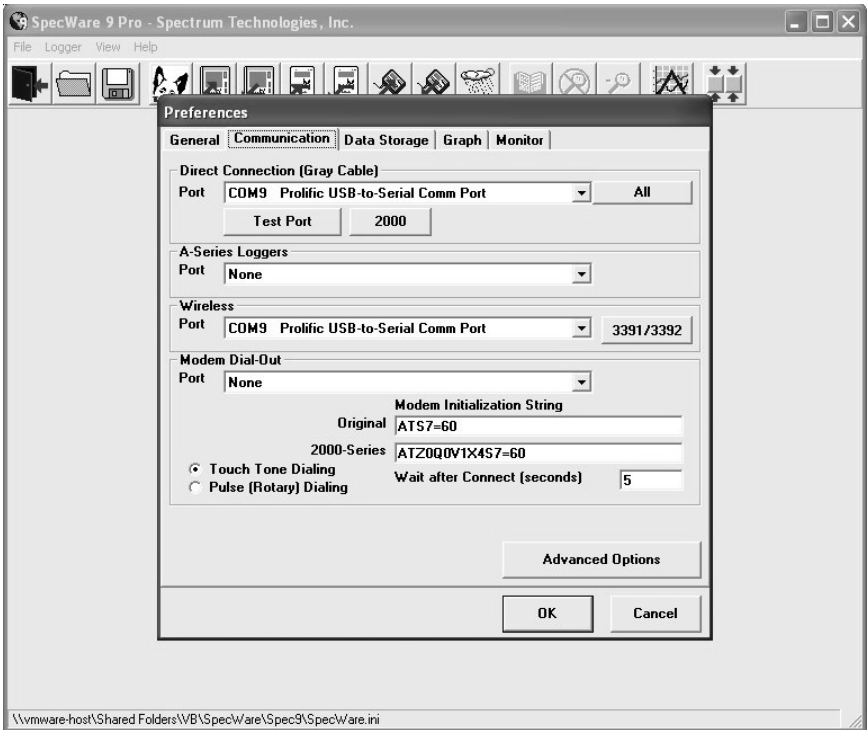 SpecWare 9 Pro - Spectrum Technologies, Inc.
File Logger View Help
Preferences
General Communication Data Storage Graph Monitor
Direct Connection (Gray Cable)
Port COM9 Prolific USB-to-Serial Comm Port All
Test Port 2000
A-Series Loggers
Port None
Wireless
Port COM9 Prolific USB-to-Serial Comm Port 3391/3392
Modem Dial-Out
Port None
Modem Initialization String
Original ATS7=60
2000-Series ATZ0Q0V1X4S7=60
Touch Tone Dialing
Wait after Connect (seconds) 5
Pulse (Rotary) Dialing
Advanced Options
OK Cancel
\\vmware-host\Shared Folders\VB\SpecWare\Spec9\SpecWare.ini